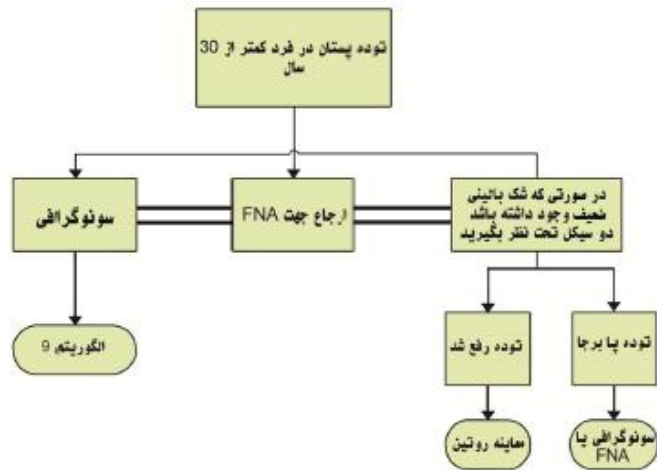 توده پستان در فرد کمتر از 30
سال
سونوگرافی
ارجاع جهت FNA
در صورتی که شک بالینی
ضعیف وجود داشته باشد
دو سیکل تحت نظر بگیرید
الگوریتم 9
توده رفع شد
توده پا برجا
معاینه روتین
سونوگرافی یا
FNA